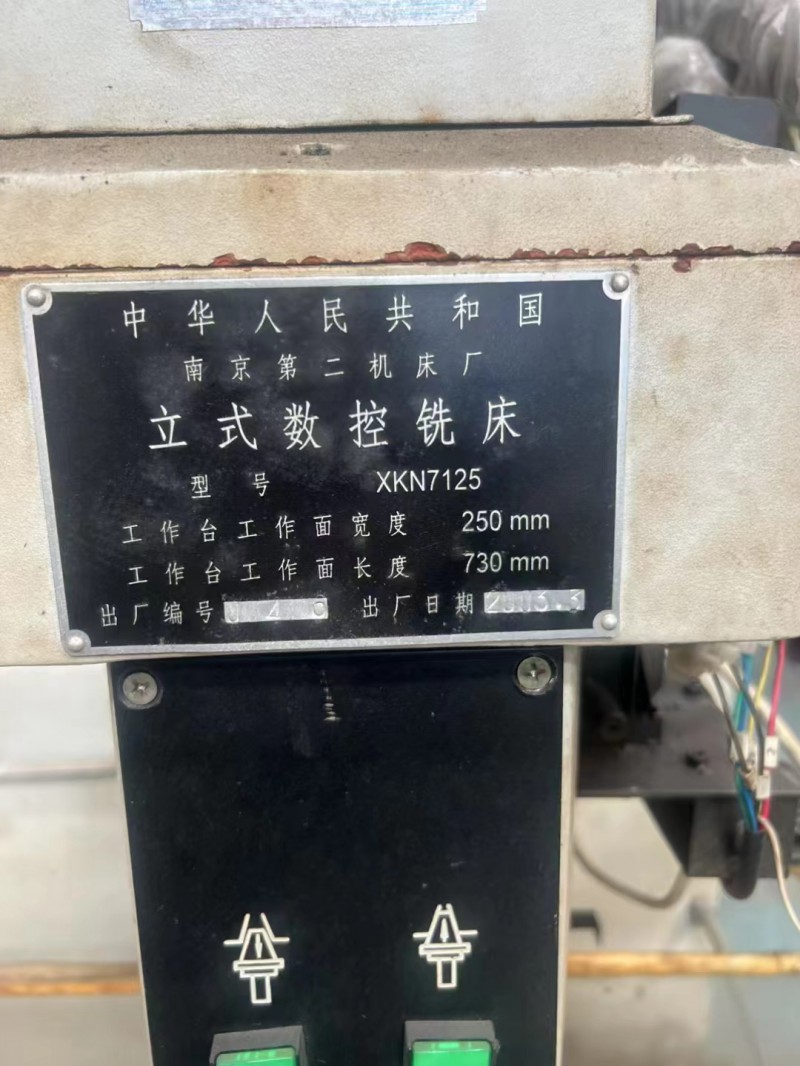 中华人民共和国
南京第二机床厂
立式数控铣床
型号 XKN7125
工作台工作面宽度 250 mm
工作台工作面长度 730 mm
出厂编号 出厂日期